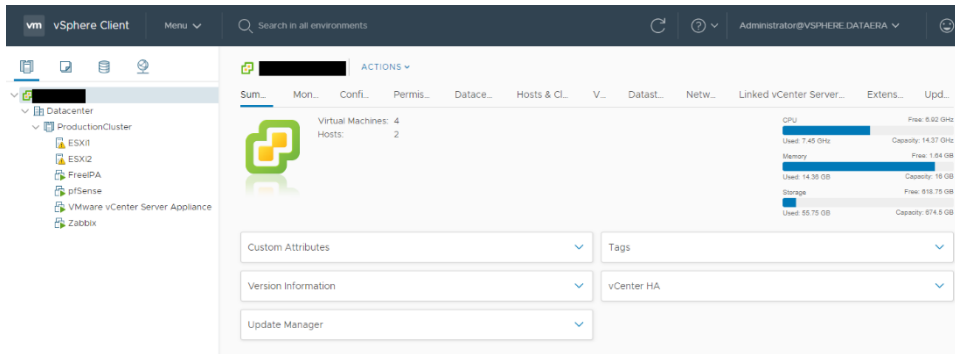 vm vSphere Client Menu Search in all environments Administrator@VSPHERE.DATAERA
ACTIONS
Datacenter
ProductionCluster
ESXI1
ESXI2
FreeIPA
pfSense
VMware vCenter Server Appliance
Zabbix
Sum... Mon... Confi... Permis... Datace... Hosts & Cl... V... Datast... Netw... Linked vCenter Server... Extens... Upd...
Virtual Machines: 4
Hosts: 2
CPU Free: 6.92 GHz
Used: 7.45 GHz Capacity: 14.37 GHz
Memory Free: 1.64 GB
Used: 14.36 GB Capacity: 16 GB
Storage Free: 618.75 GB
Used: 55.75 GB Capacity: 674.5 GB
Custom Attributes
Tags
Version Information
vCenter HA
Update Manager